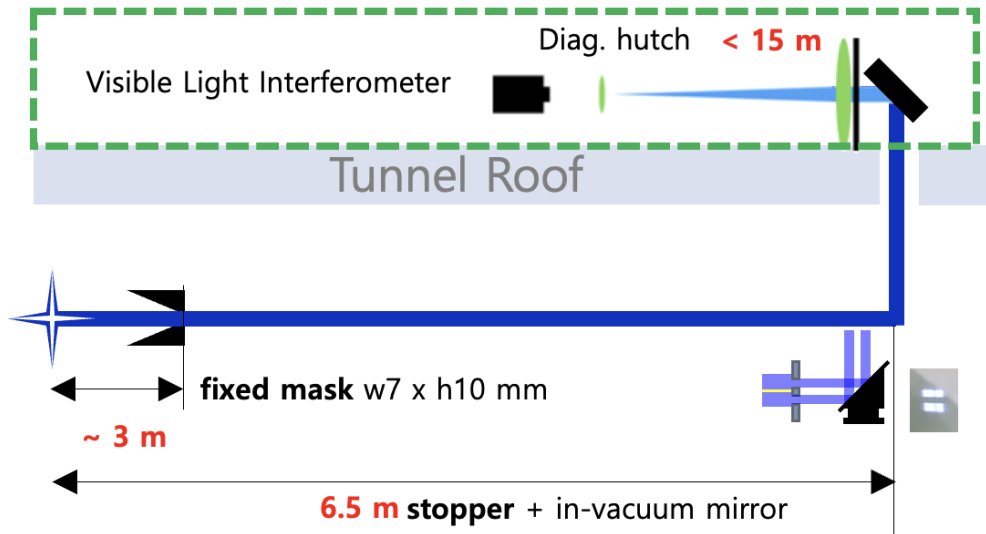 Diag. hutch < 15 m
Visible Light Interferometer
Tunnel Roof
fixed mask w7 x h10 mm
~ 3 m
6.5 m stopper + in-vacuum mirror